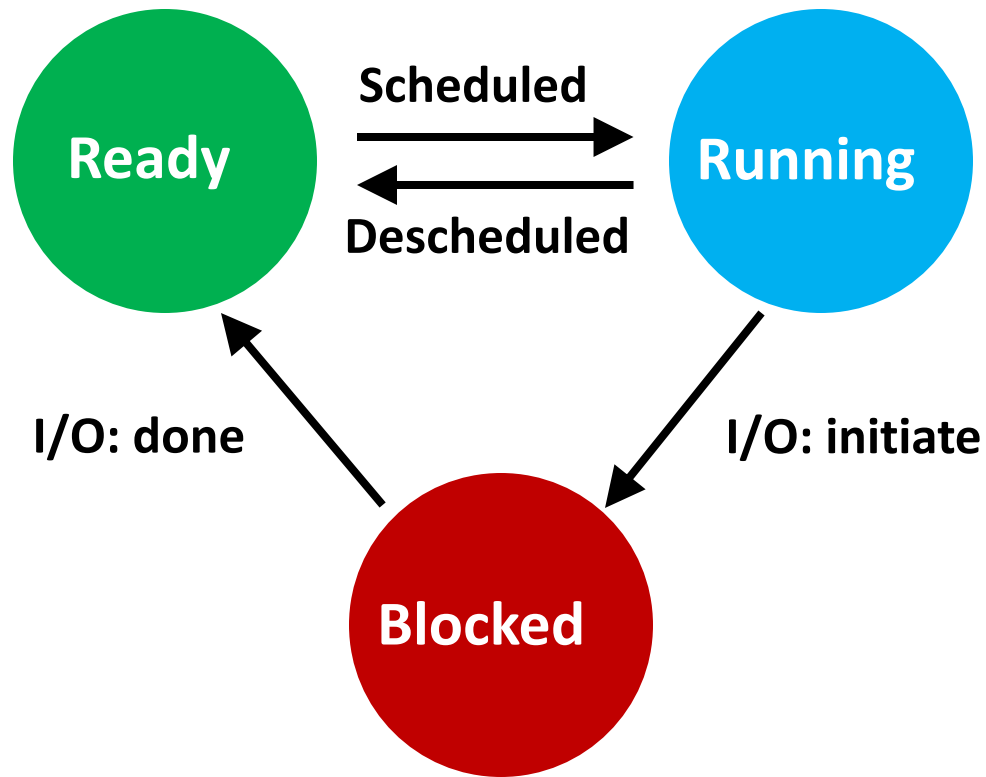 Scheduled
Ready
Running
Descheduled
I/O: done
I/O: initiate
Blocked